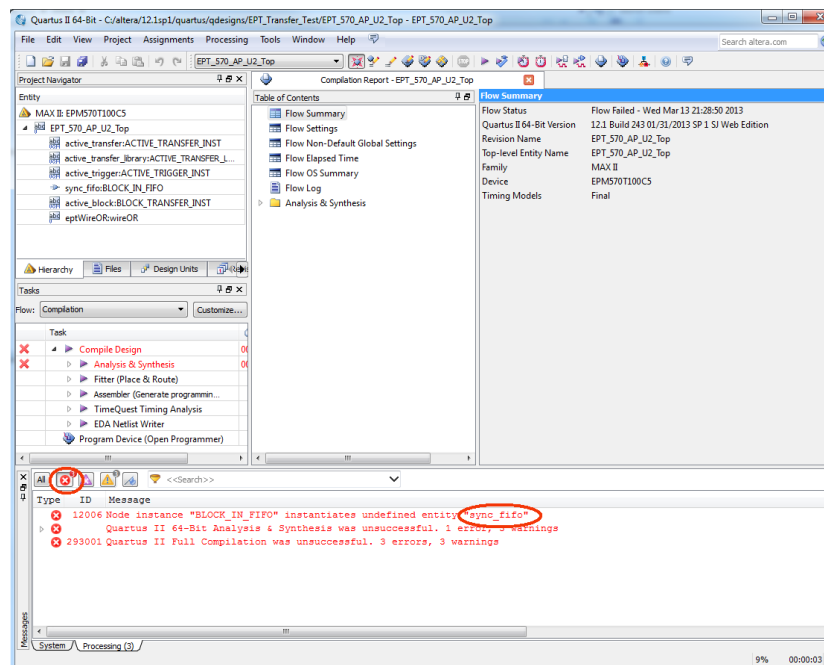 Quartus II 64-Bit - C:/altera/12.1sp1/quartus/qdesigns/EPT_Transfer_Test/EPT_570_AP_U2_Top - EPT_570_AP_U2_Top
File Edit View Project Assignments Processing Tools Window Help
Search altera.com
EPT_570_AP_U2_Top
Project Navigator
Entity
MAX II: EPM570T100C5
EPT_570_AP_U2_Top
active_transfer:ACTIVE_TRANSFER_INST
active_transfer_library:ACTIVE_TRANSFER_L...
active_trigger:ACTIVE_TRIGGER_INST
sync_fifo:BLOCK_IN_FIFO
active_block:BLOCK_TRANSFER_INST
eptWireOR:wireOR
Hierarchy Files Design Units
Tasks
Flow: Compilation Customize...
Task
Compile Design 00
Analysis & Synthesis 00
Fitter (Place & Route)
Assembler (Generate programmin...
TimeQuest Timing Analysis
EDA Netlist Writer
Program Device (Open Programmer)
Compilation Report - EPT_570_AP_U2_Top
Table of Contents
Flow Summary
Flow Settings
Flow Non-Default Global Settings
Flow Elapsed Time
Flow OS Summary
Flow Log
Analysis & Synthesis
Flow Summary
Flow Status Flow Failed - Wed Mar 13 21:28:50 2013
Quartus II 64-Bit Version 12.1 Build 243 01/31/2013 SP 1 SJ Web Edition
Revision Name EPT_570_AP_U2_Top
Top-level Entity Name EPT_570_AP_U2_Top
Family MAX II
Device EPM570T100C5
Timing Models Final
All <<Search>>
Type ID Message
12006 Node instance "BLOCK_IN_FIFO" instantiates undefined entity "sync_fifo"
Quartus II 64-Bit Analysis & Synthesis was unsuccessful. 1 error, 3 warnings
293001 Quartus II Full Compilation was unsuccessful. 3 errors, 3 warnings
Messages
System Processing (3)
9% 00:00:03